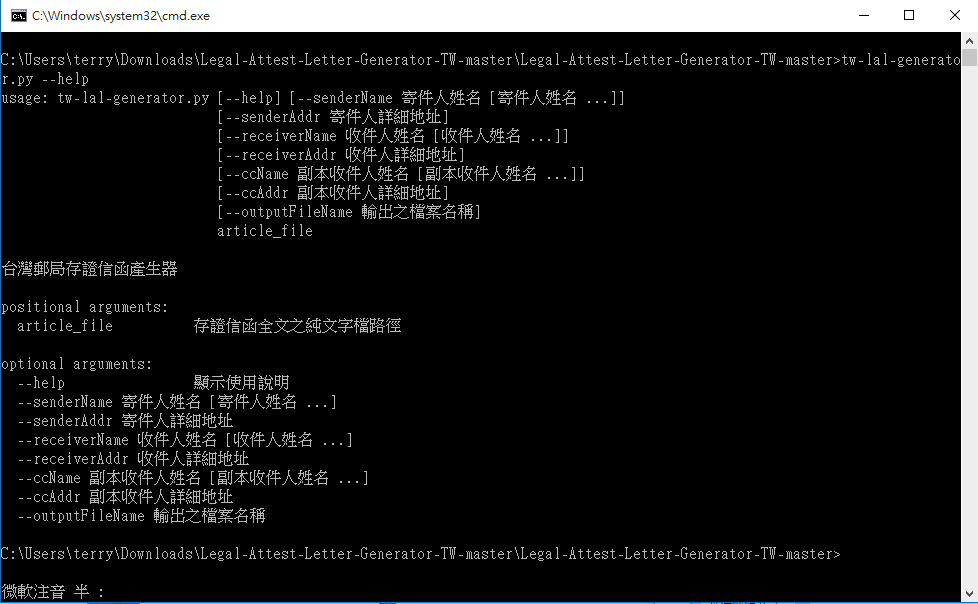 C:\Windows\system32\cmd.exe
C:\Users\terry\Downloads\Legal-Attest-Letter-Generator-TW-master\Legal-Attest-Letter-Generator-TW-master>tw-lal-generato
r.py --help
usage: tw-lal-generator.py [--help] [--senderName 寄件人姓名 [寄件人姓名 ...]]
[--senderAddr 寄件人詳細地址]
[--receiverName 收件人姓名 [收件人姓名 ...]]
[--receiverAddr 收件人詳細地址]
[--ccName 副本收件人姓名 [副本收件人姓名 ...]]
[--ccAddr 副本收件人詳細地址]
[--outputFileName 輸出之檔案名稱]
article_file
台灣郵局存證信函產生器
positional arguments:
article_file 存證信函全文之純文字檔路徑
optional arguments:
--help 顯示使用說明
--senderName 寄件人姓名 [寄件人姓名 ...]
--senderAddr 寄件人詳細地址
--receiverName 收件人姓名 [收件人姓名 ...]
--receiverAddr 收件人詳細地址
--ccName 副本收件人姓名 [副本收件人姓名 ...]
--ccAddr 副本收件人詳細地址
--outputFileName 輸出之檔案名稱
C:\Users\terry\Downloads\Legal-Attest-Letter-Generator-TW-master\Legal-Attest-Letter-Generator-TW-master>
微軟注音 半 :